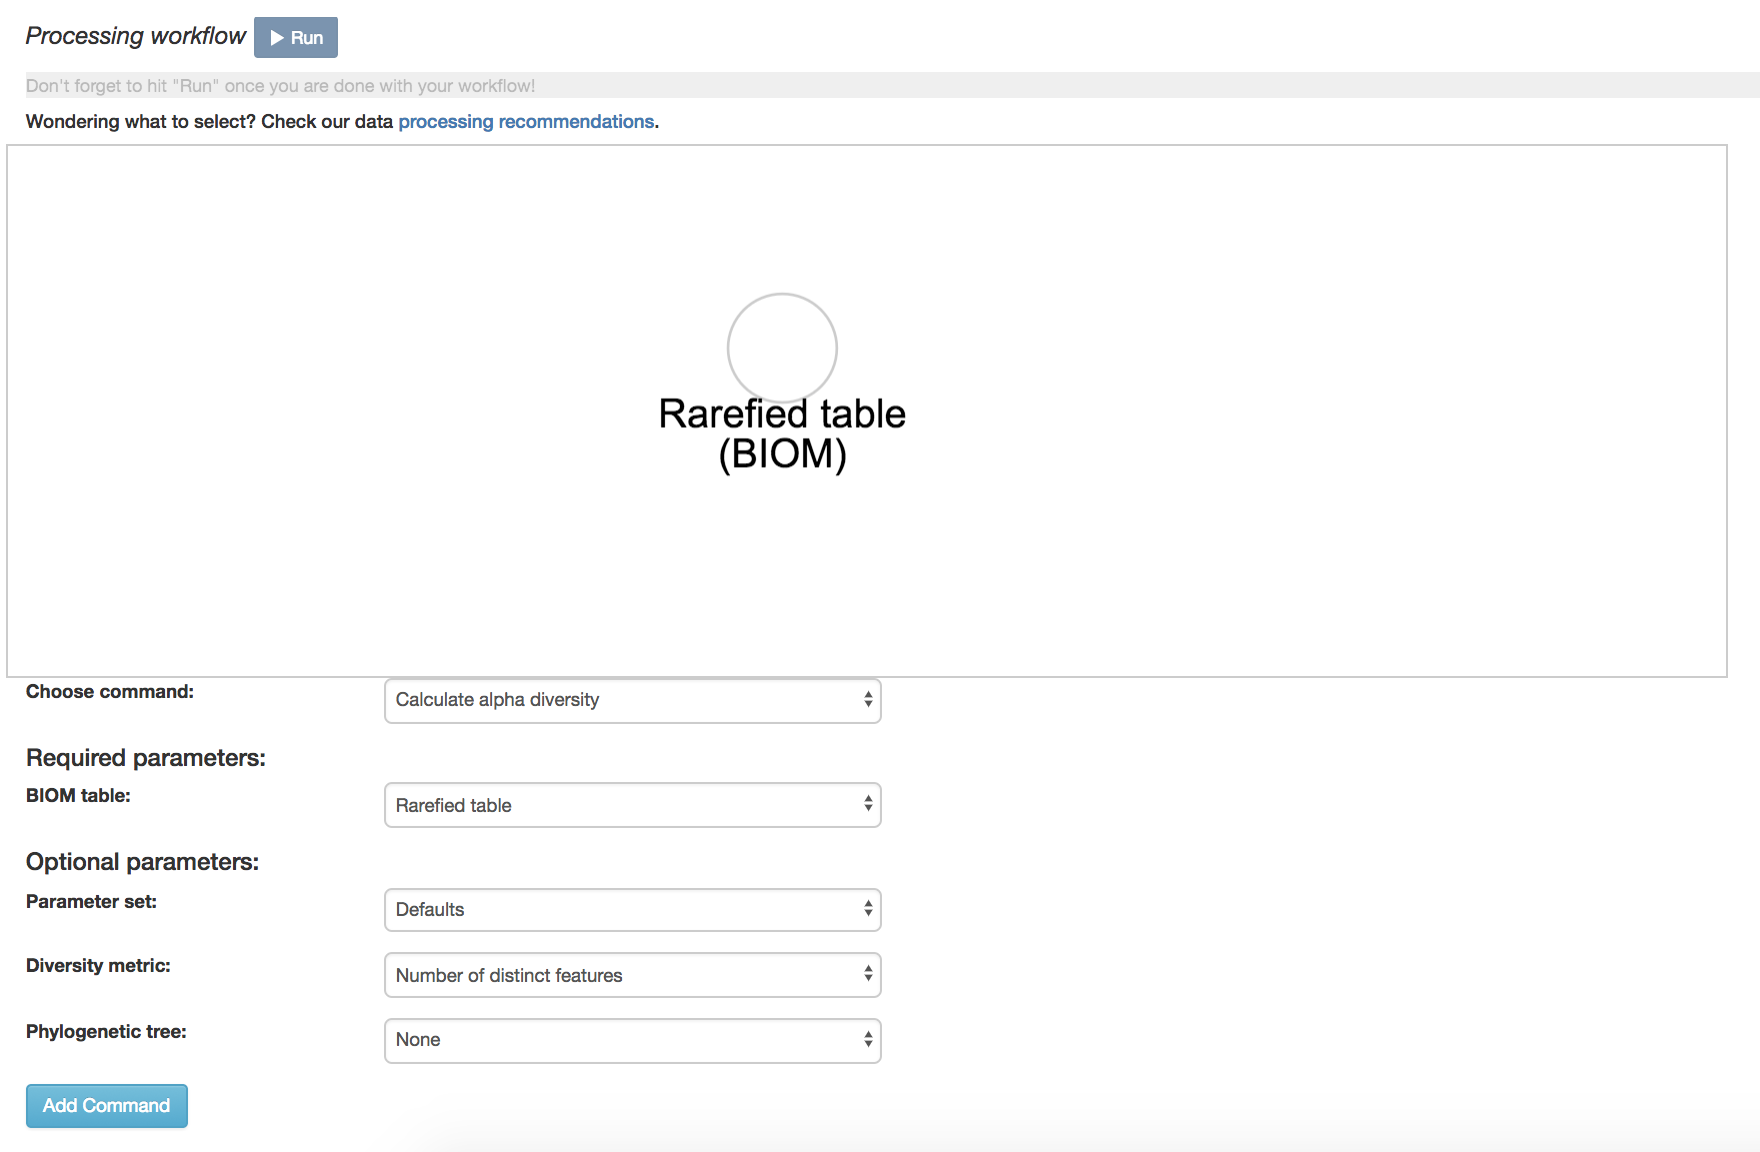 Processing workflow Run
Don't forget to hit "Run" once you are done with your workflow!
Wondering what to select? Check our data processing recommendations.
Rarefied table
(BIOM)
Choose command: Calculate alpha diversity
Required parameters:
BIOM table: Rarefied table
Optional parameters:
Parameter set: Defaults
Diversity metric: Number of distinct features
Phylogenetic tree: None
Add Command